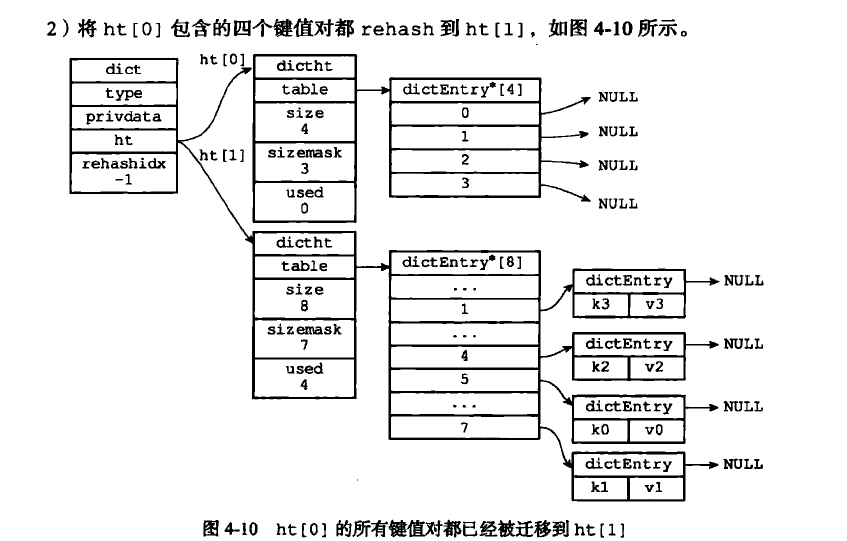 2）将 ht[0] 包含的四个键值对都 rehash 到 ht[1]，如图 4-10 所示。
dict
type
privdata
ht
rehashidx
-1
ht[0]
ht[1]
dictht
table
size
4
sizemask
3
used
0
dictEntry*[4]
0
1
2
3
NULL
NULL
NULL
NULL
dictht
table
size
8
sizemask
7
used
4
dictEntry*[8]
...
1
...
4
5
...
7
dictEntry
k3 v3
NULL
dictEntry
k2 v2
NULL
dictEntry
k0 v0
NULL
dictEntry
k1 v1
NULL
图 4-10 ht[0] 的所有键值对都已经被迁移到 ht[1]